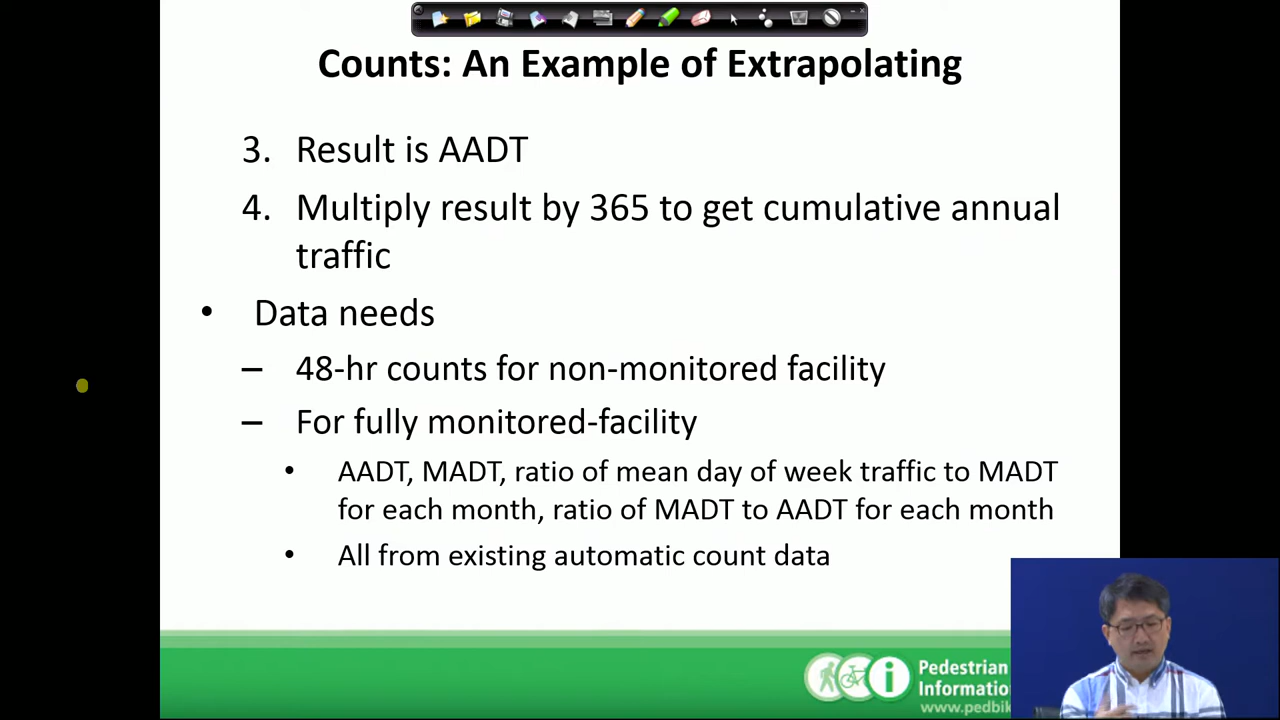 Counts: An Example of Extrapolating
3. Result is AADT
4. Multiply result by 365 to get cumulative annual
traffic
• Data needs
– 48-hr counts for non-monitored facility
– For fully monitored-facility
• AADT, MADT, ratio of mean day of week traffic to MADT
for each month, ratio of MADT to AADT for each month
• All from existing automatic count data
Pedestrian
Information
www.pedbik